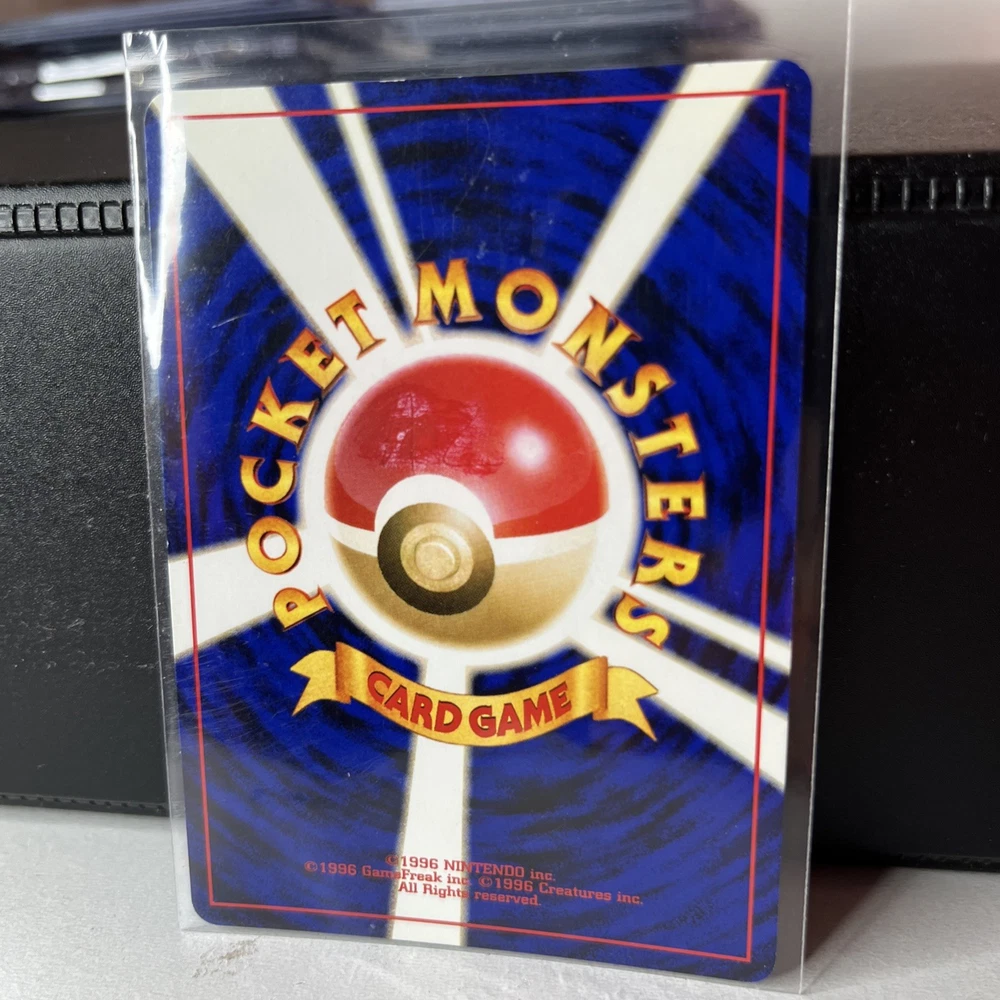 POCKET MONSTERS
CARD GAME
©1996 NINTENDO inc.
©1996 GameFreak inc. ©1996 Creatures inc.
All Rights reserved.